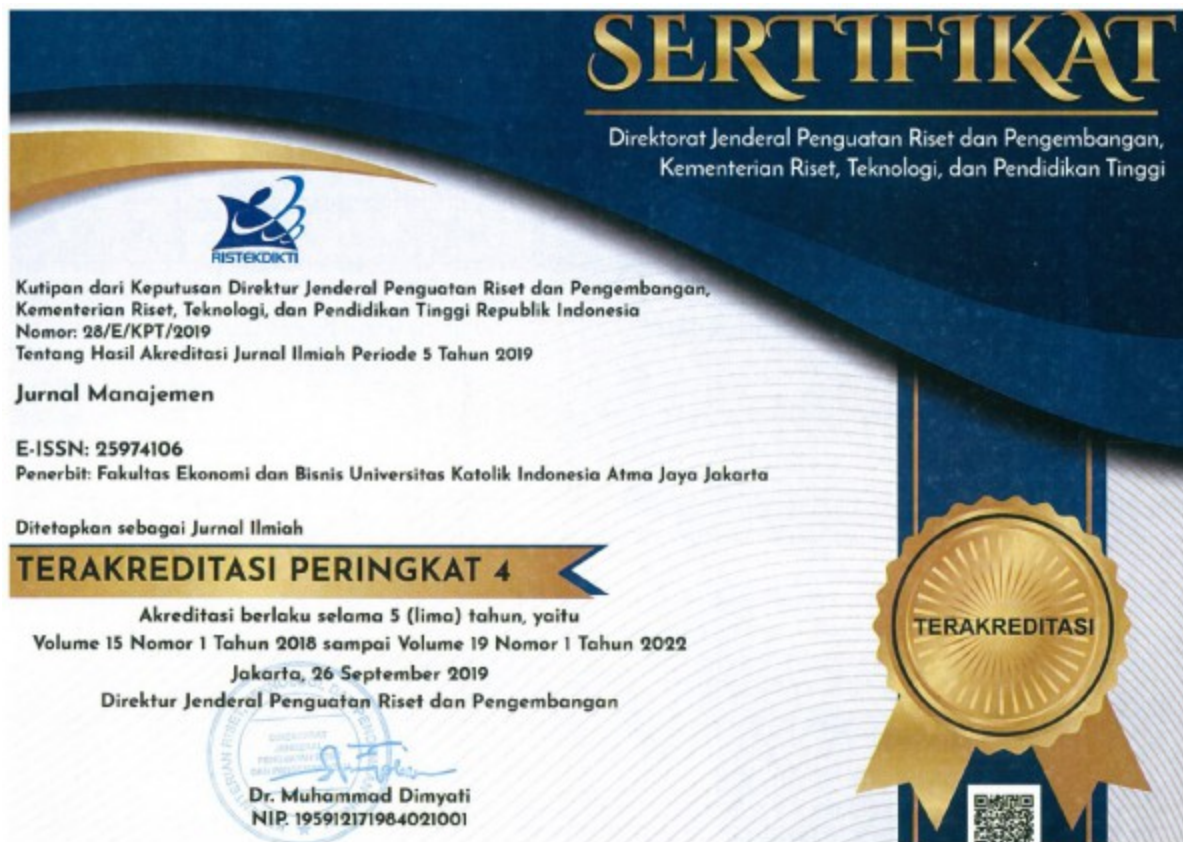 SERTIFIKAT
Direktorat Jenderal Penguatan Riset dan Pengembangan,
Kementerian Riset, Teknologi, dan Pendidikan Tinggi
RISTEKDIKTI
Kutipan dari Keputusan Direktur Jenderal Penguatan Riset dan Pengembangan,
Kementerian Riset, Teknologi, dan Pendidikan Tinggi Republik Indonesia
Nomor: 28/E/KPT/2019
Tentang Hasil Akreditasi Jurnal Ilmiah Periode 5 Tahun 2019
Jurnal Manajemen
E-ISSN: 25974106
Penerbit: Fakultas Ekonomi dan Bisnis Universitas Katolik Indonesia Atma Jaya Jakarta
Ditetapkan sebagai Jurnal Ilmiah
TERAKREDITASI PERINGKAT 4
Akreditasi berlaku selama 5 (lima) tahun, yaitu
Volume 15 Nomor 1 Tahun 2018 sampai Volume 19 Nomor 1 Tahun 2022
Jakarta, 26 September 2019
Direktur Jenderal Penguatan Riset dan Pengembangan
Dr. Muhammad Dimyati
NIP. 195912171984021001
TERAKREDITASI